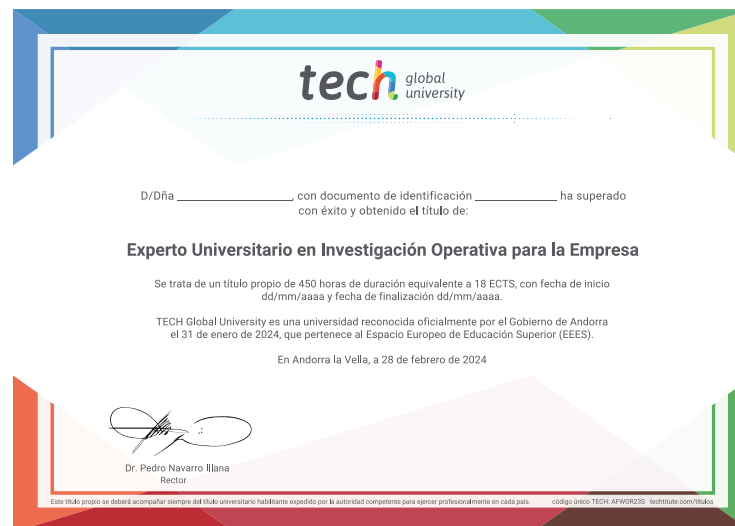 tech global
university
D/Dña ____________________, con documento de identificación ______________ ha superado
con éxito y obtenido el título de:
Experto Universitario en Investigación Operativa para la Empresa
Se trata de un título propio de 450 horas de duración equivalente a 18 ECTS, con fecha de inicio
dd/mm/aaaa y fecha de finalización dd/mm/aaaa.
TECH Global University es una universidad reconocida oficialmente por el Gobierno de Andorra
el 31 de enero de 2024, que pertenece al Espacio Europeo de Educación Superior (EEES).
En Andorra la Vella, a 28 de febrero de 2024
Dr. Pedro Navarro Illana
Rector
Este título propio se deberá acompañar siempre del título universitario habilitante expedido por la autoridad competente para ejercer profesionalmente en cada país. código único TECH: AFWOR23S techtitute.com/titulos